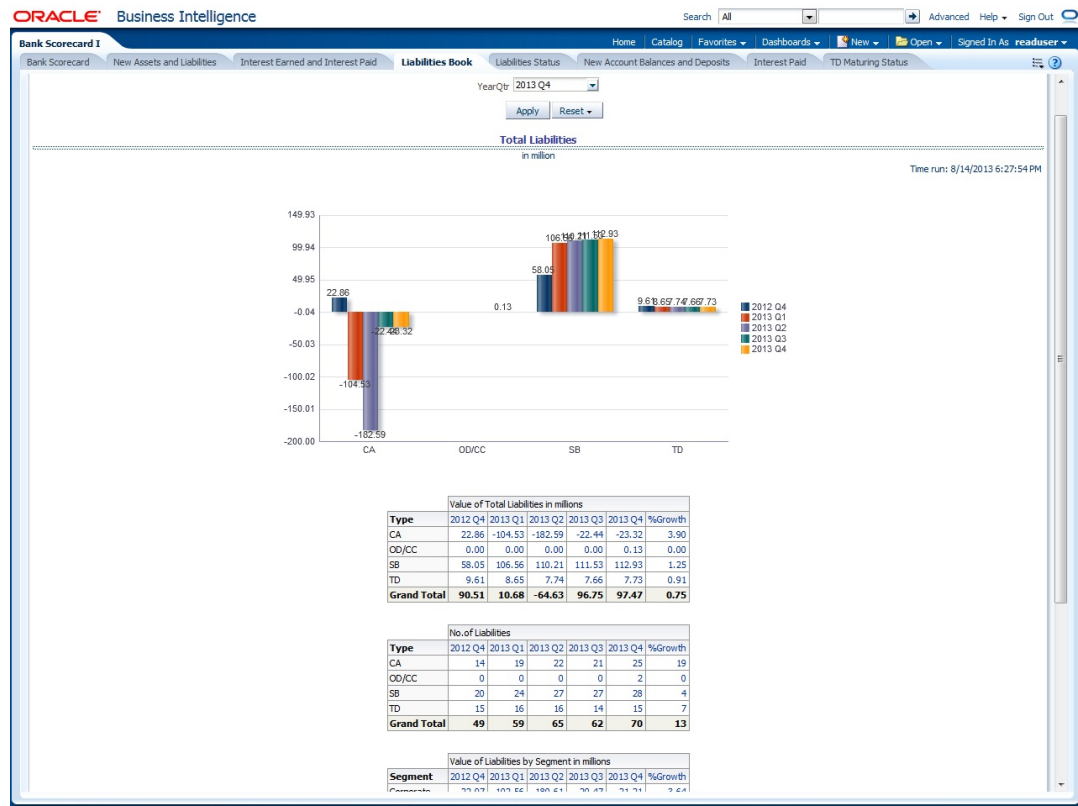 ORACLE Business Intelligence
Search All Advanced Help Sign Out
Bank Scorecard I
Home Catalog Favorites Dashboards New Open Signed In As readuser
Bank Scorecard New Assets and Liabilities Interest Earned and Interest Paid Liabilities Book Liabilities Status New Account Balances and Deposits Interest Paid TD Maturing Status
YearQtr 2013 Q4
Apply Reset
Total Liabilities
in million
Time run: 8/14/2013 6:27:54 PM
149.93
99.94
49.95
-0.04
-50.03
-100.02
-150.01
-200.00
22.86
-104.53
-182.59
0.13
58.05
112.93
9.61
7.73
CA OD/CC SB TD
2012 Q4
2013 Q1
2013 Q2
2013 Q3
2013 Q4
Value of Total Liabilities in millions
Type 2012 Q4 2013 Q1 2013 Q2 2013 Q3 2013 Q4 %Growth
CA 22.86 -104.53 -182.59 -22.44 -23.32 3.90
OD/CC 0.00 0.00 0.00 0.00 0.13 0.00
SB 58.05 106.56 110.21 111.53 112.93 1.25
TD 9.61 8.65 7.74 7.66 7.73 0.91
Grand Total 90.51 10.68 -64.63 96.75 97.47 0.75
No.of Liabilities
Type 2012 Q4 2013 Q1 2013 Q2 2013 Q3 2013 Q4 %Growth
CA 14 19 22 21 25 19
OD/CC 0 0 0 0 2 0
SB 20 24 27 27 28 4
TD 15 16 16 14 15 7
Grand Total 49 59 65 62 70 13
Value of Liabilities by Segment in millions
Segment 2012 Q4 2013 Q1 2013 Q2 2013 Q3 2013 Q4 %Growth